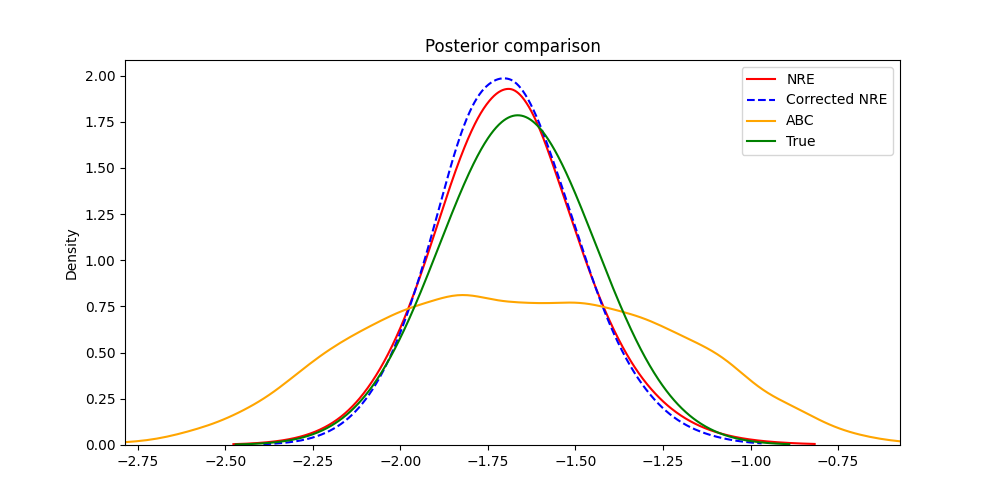 Posterior comparison
NRE
Corrected NRE
ABC
True
Density
2.00
1.75
1.50
1.25
1.00
0.75
0.50
0.25
0.00
−2.75 −2.50 −2.25 −2.00 −1.75 −1.50 −1.25 −1.00 −0.75